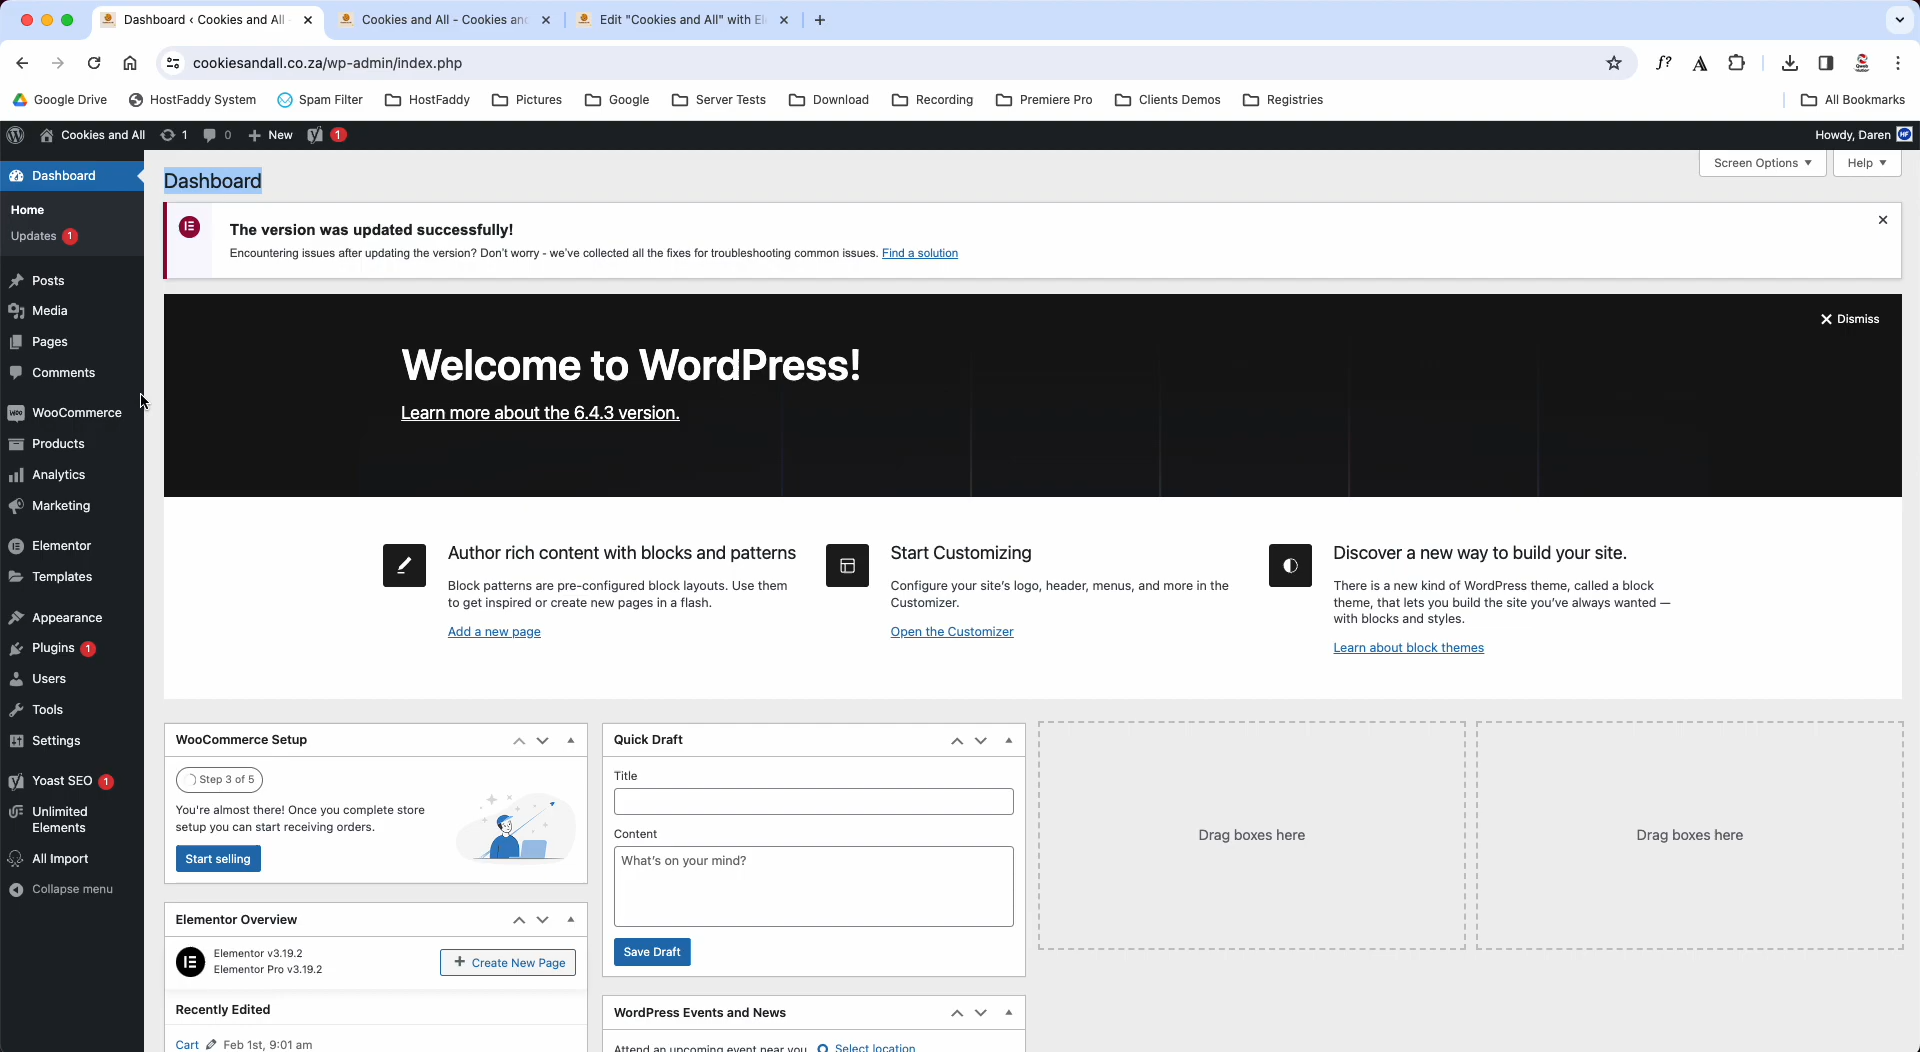 Dashboard ‹ Cookies and All
Cookies and All - Cookies an
Edit "Cookies and All" with El
cookiesandall.co.za/wp-admin/index.php
f?
A
Google Drive
HostFaddy System
Spam Filter
HostFaddy
Pictures
Google
Server Tests
Download
Recording
Premiere Pro
Clients Demos
Registries
All Bookmarks
Cookies and All
1
0
New
1
Howdy, Daren
Dashboard
Home
Updates 1
Posts
Media
Pages
Comments
WooCommerce
Products
Analytics
Marketing
Elementor
Templates
Appearance
Plugins 1
Users
Tools
Settings
Yoast SEO 1
Unlimited
Elements
All Import
Collapse menu
Dashboard
Screen Options
Help
The version was updated successfully!
Encountering issues after updating the version? Don't worry - we've collected all the fixes for troubleshooting common issues. Find a solution
Dismiss
Welcome to WordPress!
Learn more about the 6.4.3 version.
Author rich content with blocks and patterns
Block patterns are pre-configured block layouts. Use them
to get inspired or create new pages in a flash.
Add a new page
Start Customizing
Configure your site's logo, header, menus, and more in the
Customizer.
Open the Customizer
Discover a new way to build your site.
There is a new kind of WordPress theme, called a block
theme, that lets you build the site you've always wanted —
with blocks and styles.
Learn about block themes
WooCommerce Setup
Step 3 of 5
You're almost there! Once you complete store
setup you can start receiving orders.
Start selling
Elementor Overview
Elementor v3.19.2
Elementor Pro v3.19.2
Create New Page
Recently Edited
Cart Feb 1st, 9:01 am
Quick Draft
Title
Content
What's on your mind?
Save Draft
WordPress Events and News
Attend an upcoming event near you
Select location
Drag boxes here
Drag boxes here